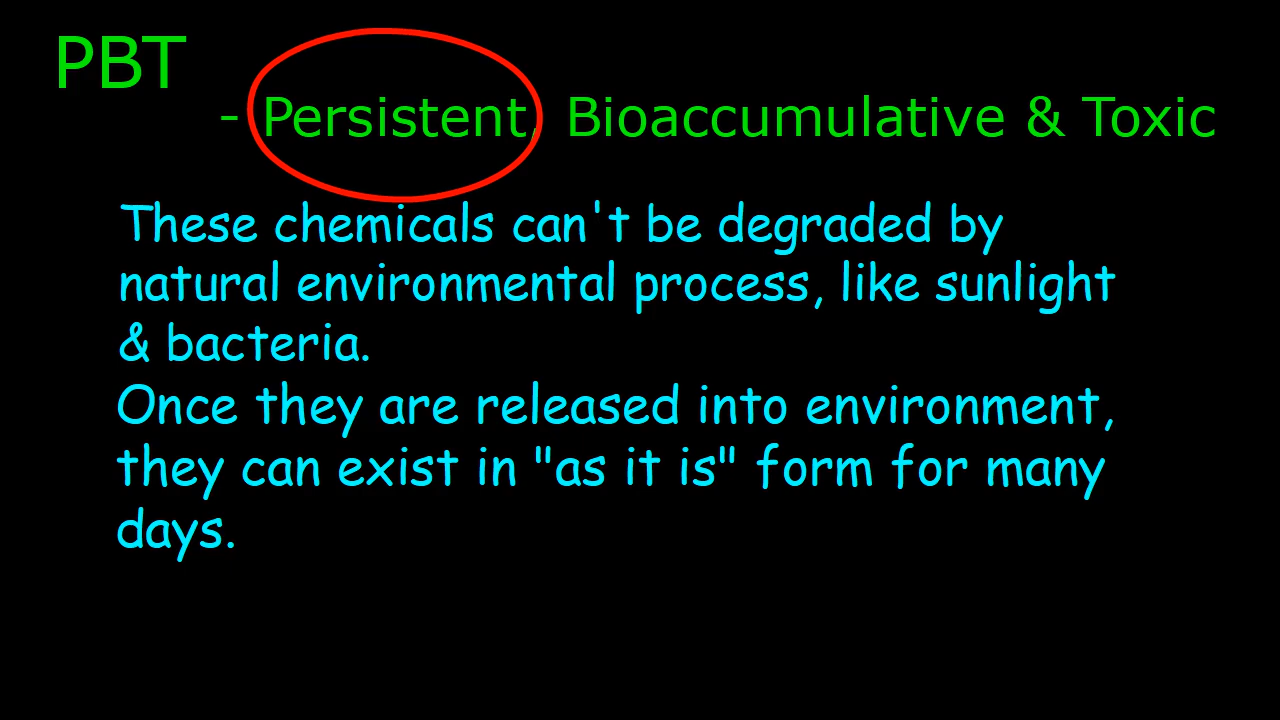 PBT
- Persistent, Bioaccumulative & Toxic
These chemicals can't be degraded by
natural environmental process, like sunlight
& bacteria.
Once they are released into environment,
they can exist in "as it is" form for many
days.